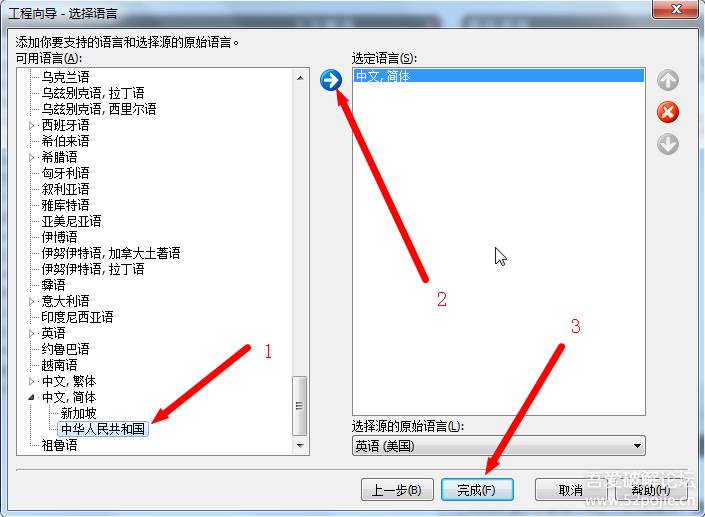 工程向导 - 选择语言
添加你要支持的语言和选择源的原始语言。
可用语言(A):
选定语言(S):
乌克兰语
乌兹别克语, 拉丁语
乌兹别克语, 西里尔语
西班牙语
希伯来语
希腊语
匈牙利语
叙利亚语
雅库特语
亚美尼亚语
伊博语
伊努伊特语, 加拿大土著语
伊努伊特语, 拉丁语
彝语
意大利语
印度尼西亚语
英语
约鲁巴语
越南语
中文, 繁体
中文, 简体
新加坡
中华人民共和国
祖鲁语
中文, 简体
1
2
3
选择源的原始语言(L):
英语 (美国)
上一步(B)
完成(F)
取消
帮助(H)
吾爱破解论坛
www.52pojie.cn